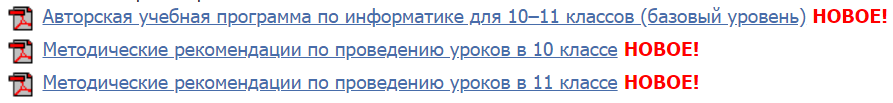 Авторская учебная программа по информатике для 10–11 классов (базовый уровень) НОВОЕ!
Методические рекомендации по проведению уроков в 10 классе НОВОЕ!
Методические рекомендации по проведению уроков в 11 классе НОВОЕ!